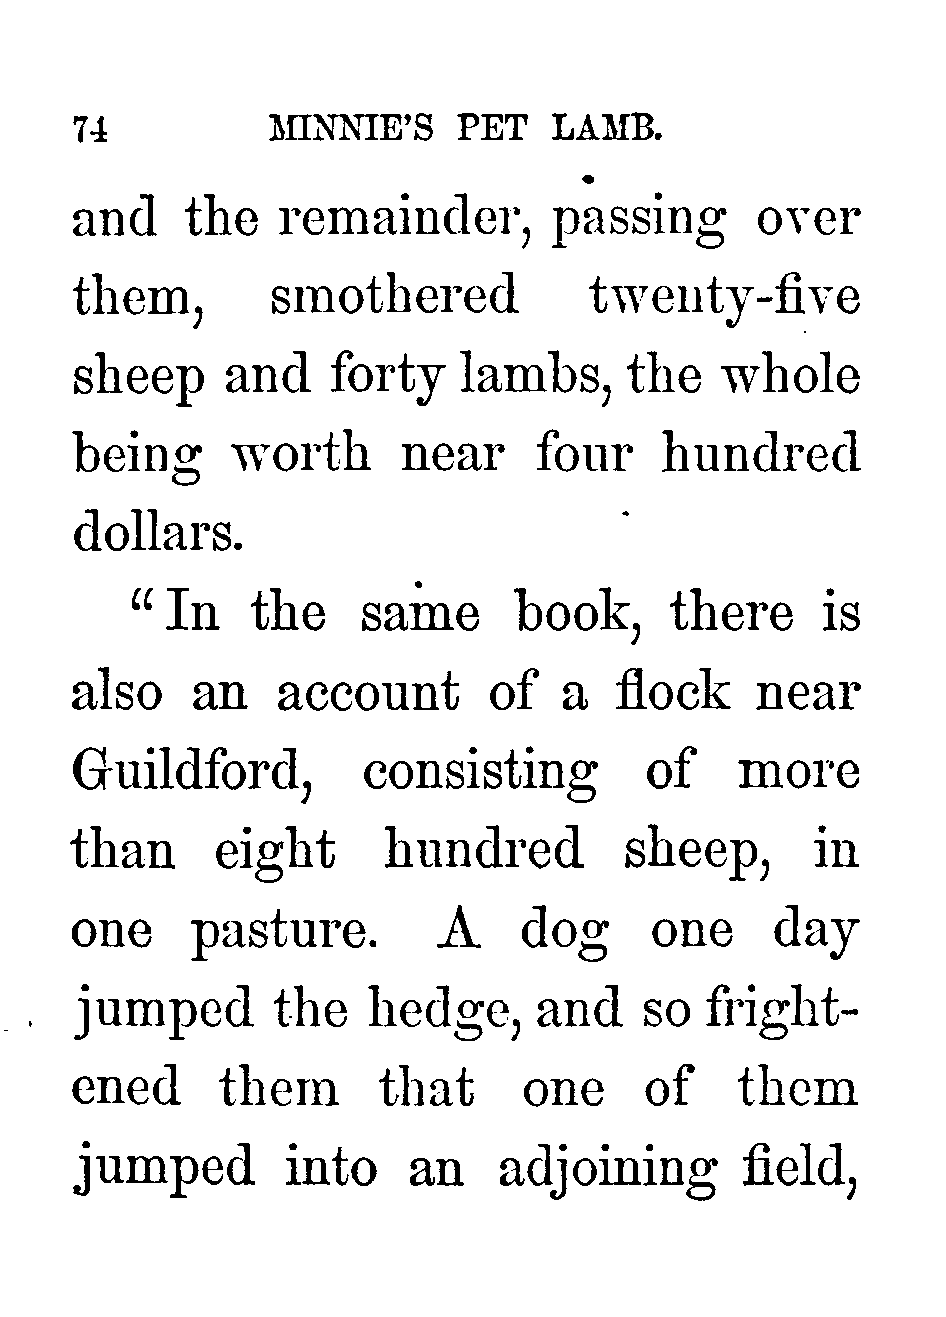 74 MINNIE'S PET LAMB.
and the remainder, passing over
them, smothered twenty-five
sheep and forty lambs, the whole
being worth near four hundred
dollars.
"In the same book, there is
also an account of a flock near
Guildford, consisting of more
than eight hundred sheep, in
one pasture. A dog one day
jumped the hedge, and so fright-
ened them that one of them
jumped into an adjoining field,